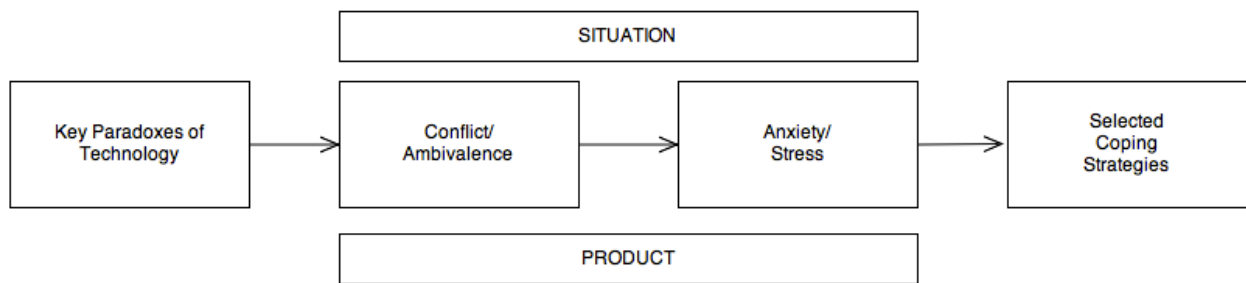 SITUATION
Key Paradoxes of
Technology
Conflict/
Ambivalence
Anxiety/
Stress
Selected
Coping
Strategies
PRODUCT